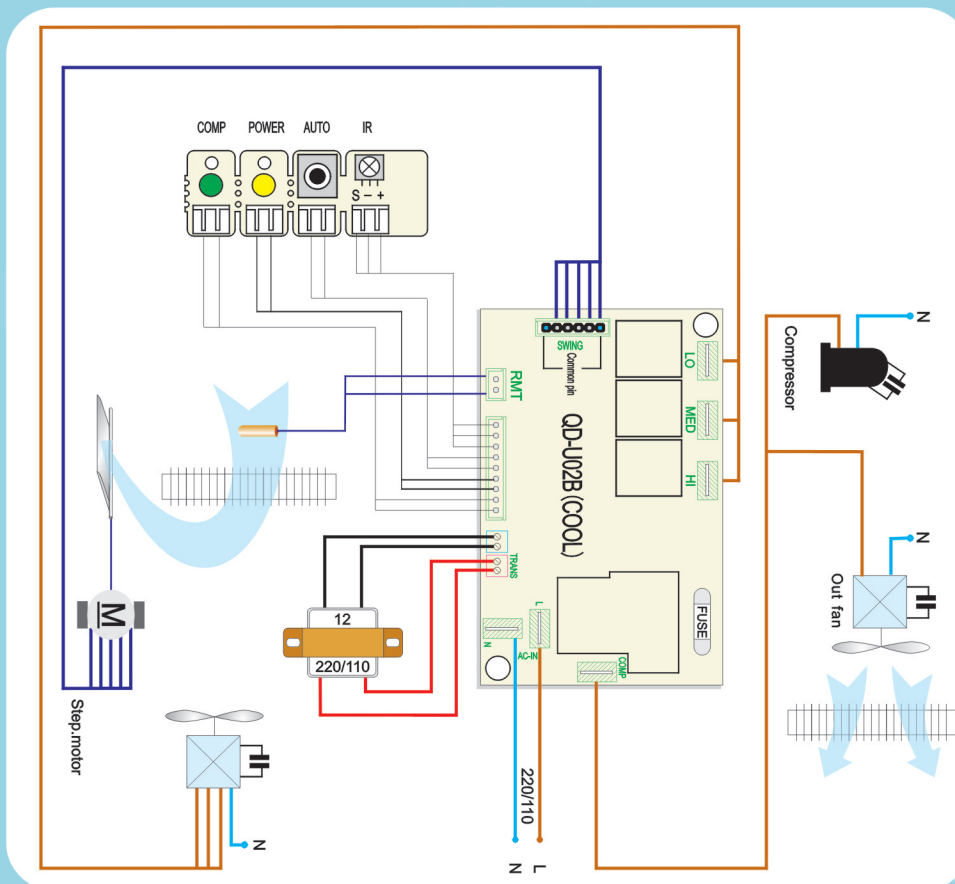 COMP POWER AUTO IR
S − +
SWING
Common pin
LO
MED
HI
RMT
QD-U02B (COOL)
TRANS
FUSE
L
N
AC-IN
COMP
12
220/110
220/110
N
L
N
Compressor
N
Out fan
M
Step.motor
N